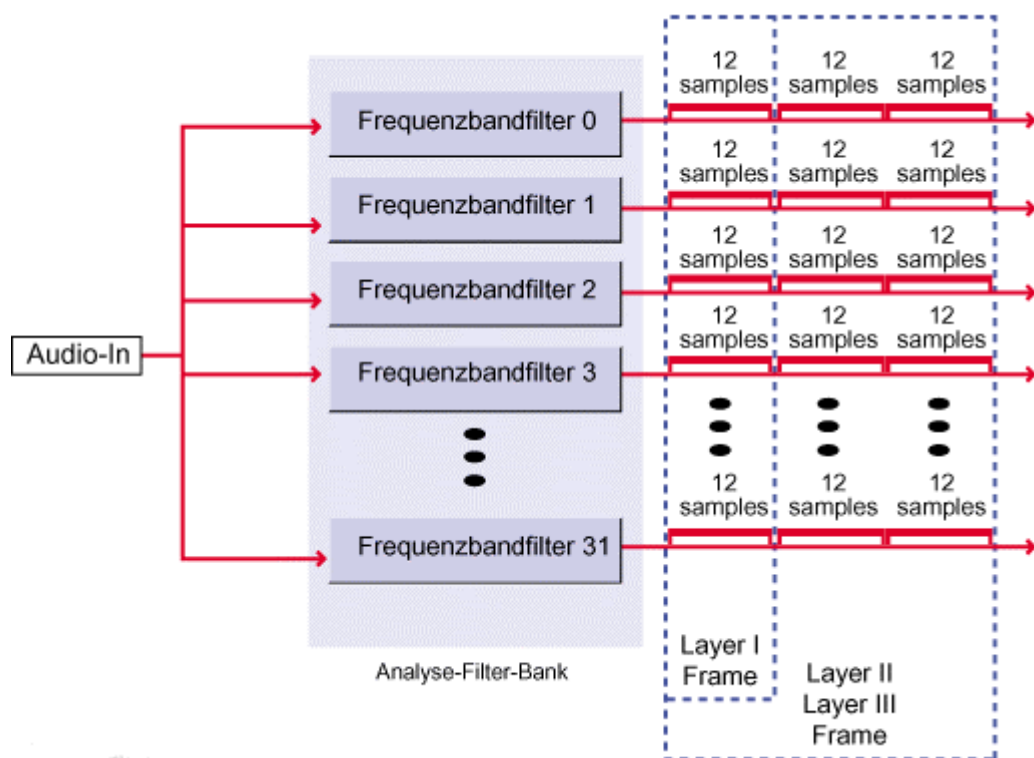 12 samples 12 samples 12 samples
Frequenzbandfilter 0
12 samples 12 samples 12 samples
Frequenzbandfilter 1
12 samples 12 samples 12 samples
Frequenzbandfilter 2
12 samples 12 samples 12 samples
Audio-In
Frequenzbandfilter 3
12 samples 12 samples 12 samples
Frequenzbandfilter 31
Analyse-Filter-Bank
Layer I
Frame
Layer II
Layer III
Frame